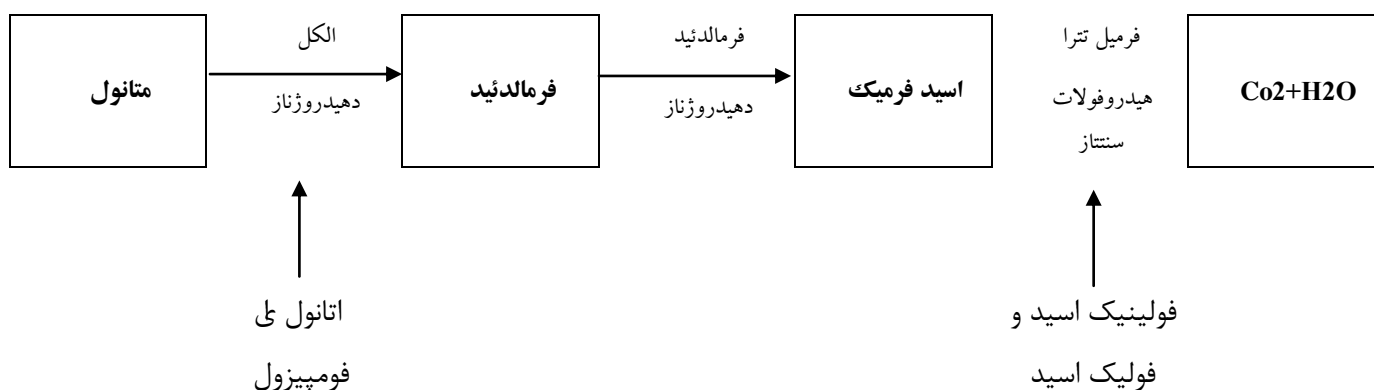 متانول
الکل
دهیدروژناز
فرمالدئید
فرمالدئید
دهیدروژناز
اسید فرمیک
فرمیل تترا
هیدروفولات
سنتتاز
Co2+H2O
اتانول
فومپیزول
فولینیک اسید و
فولیک اسید